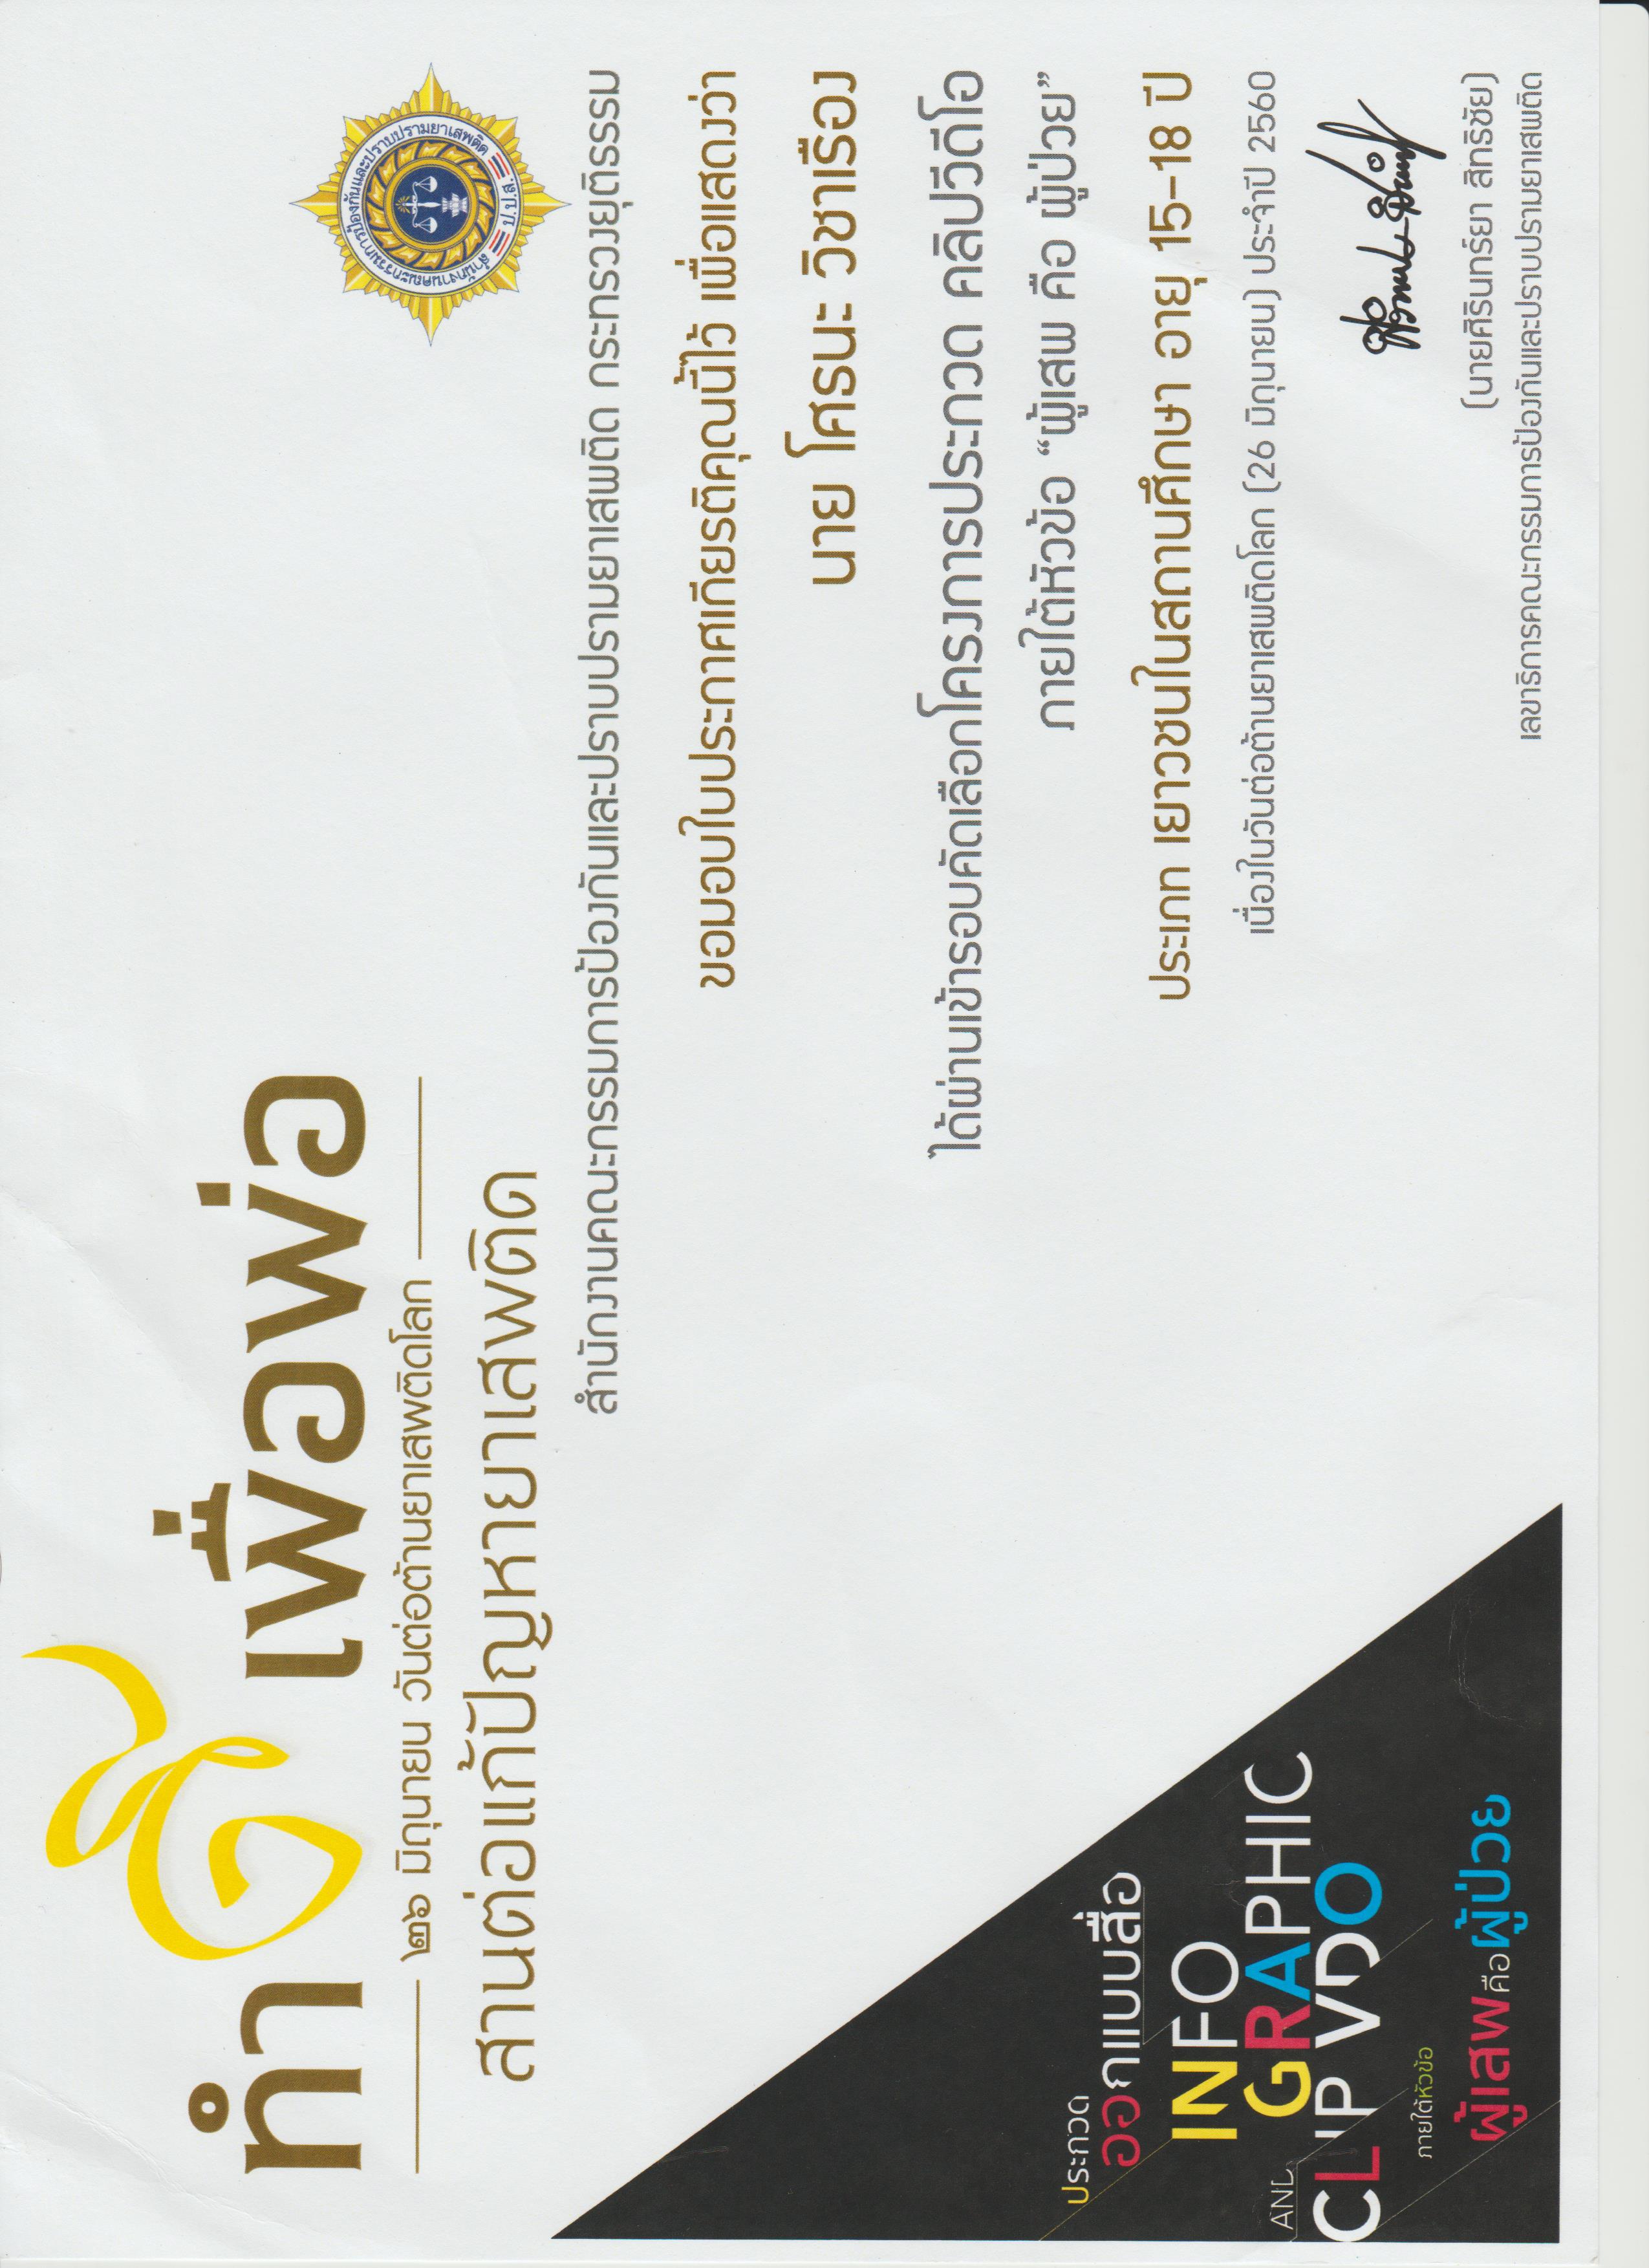 ทำดี เพื่อพ่อ
๒๖ มิถุนายน วันต่อต้านยาเสพติดโลก
สานต่อแก้ปัญหายาเสพติด
สำนักงานคณะกรรมการป้องกันและปราบปรามยาเสพติด
ป.ป.ส.
สำนักงานคณะกรรมการป้องกันและปราบปรามยาเสพติด กระทรวงยุติธรรม
ขอมอบใบประกาศเกียรติคุณนี้ไว้ เพื่อแสดงว่า
นาย โศธนะ วิชาเรือง
ได้ผ่านเข้ารอบคัดเลือกโครงการประกวด คลิปวีดีโอ
ภายใต้หัวข้อ “ผู้เสพ คือ ผู้ป่วย”
ประเภท เยาวชนในสถานศึกษา อายุ 15-18 ปี
เนื่องในวันต่อต้านยาเสพติดโลก (26 มิถุนายน) ประจำปี 2560
(นายศิรินทร์ยา สิทธิชัย)
เลขาธิการคณะกรรมการป้องกันและปราบปรามยาเสพติด
ประกวด
ออกแบบสื่อ
INFO
AND GRAPHIC
CLIP VDO
ภายใต้หัวข้อ
ผู้เสพคือผู้ป่วย